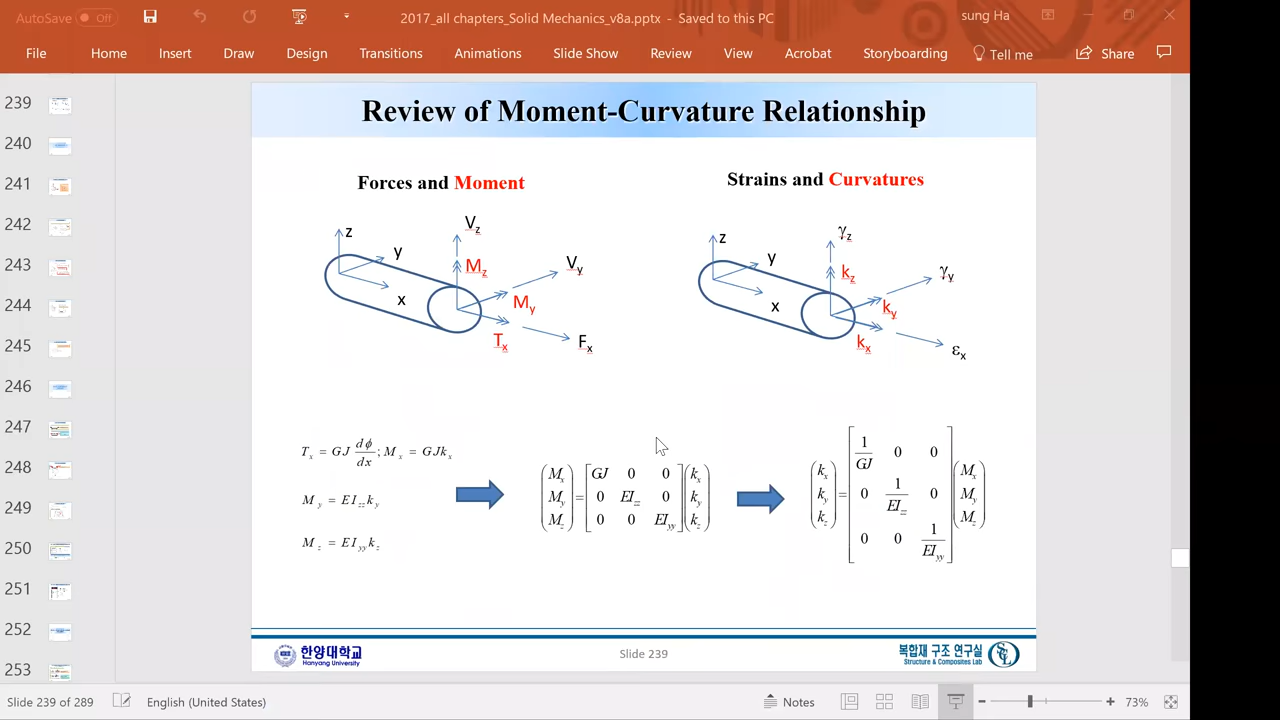 AutoSave Off
2017_all chapters_Solid Mechanics_v8a.pptx - Saved to this PC
sung Ha
File Home Insert Draw Design Transitions Animations Slide Show Review View Acrobat Storyboarding Tell me Share
239
240
241
242
243
244
245
246
247
248
249
250
251
252
253
Review of Moment-Curvature Relationship
Forces and Moment
Strains and Curvatures
z
y
x
V_z
M_z
V_y
M_y
T_x
F_x
z
y
x
γ_z
k_z
γ_y
k_y
k_x
ε_x
T_x = GJ dϕ/dx ; M_x = GJk_x
M_y = EI_zz k_y
M_z = EI_yy k_z
(M_x M_y M_z) = [GJ 0 0
0 EI_zz 0
0 0 EI_yy] (k_x k_y k_z)
(k_x k_y k_z) = [1/GJ 0 0
0 1/EI_z 0
0 0 1/EI_yy] (M_x M_y M_z)
한양대학교
Hanyang University
Slide 239
복합재 구조 연구실
Structure & Composites Lab
Slide 239 of 289
English (United States)
Notes
73%